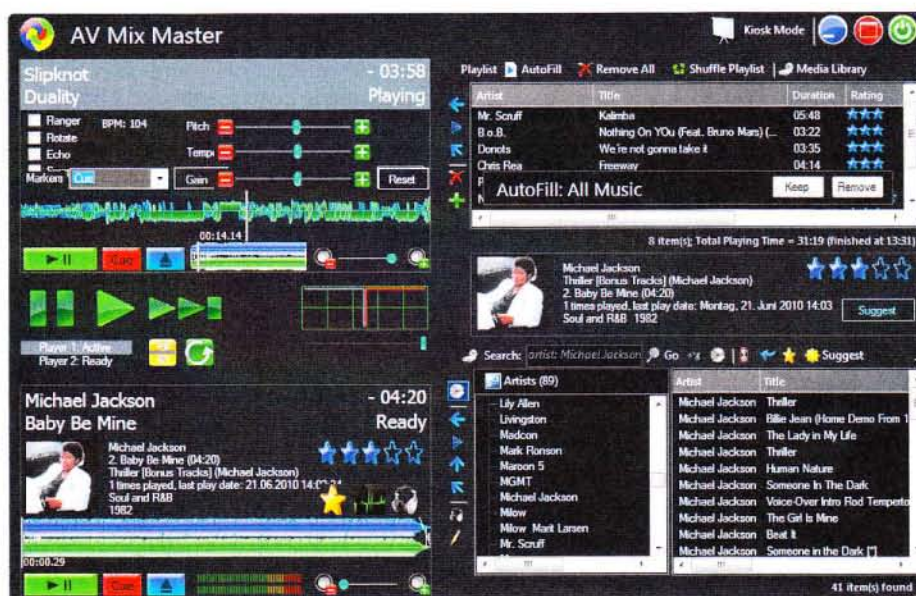 AV Mix Master
Kiosk Mode
Slipknot - 03:58
Duality Playing
Ranger BPM: 104 Pitch
Rotate
Echo
Markers Cue Gain Reset
00:14.14
Cue
Player 1: Active
Player 2: Ready
Michael Jackson - 04:20
Baby Be Mine Ready
Michael Jackson
2. Baby Be Mine (04:20)
Thriller [Bonus Tracks] (Michael Jackson)
1 times played, last play date: 21.06.2010
Soul and R&B
1982
00:00.29
Cue
Playlist AutoFill Remove All Shuffle Playlist Media Library
Artist Title Duration Rating
Mr. Scruff Kalimba 05:48
B.o.B. Nothing On YOu (Feat. Bruno Mars) (... 03:22
Donots We're not gonna take it 03:35
Chris Rea Freeway 04:14
AutoFill: All Music Keep Remove
8 item(s); Total Playing Time = 31:19 (finished at 13:31)
Michael Jackson
Thriller [Bonus Tracks] (Michael Jackson)
2. Baby Be Mine (04:20)
1 times played, last play date: Montag, 21. Juni 2010 14:03
Soul and R&B 1982
Suggest
Search: artist: Michael Jackson Go Suggest
Artists (89)
Lily Allen
Livingston
Madcon
Mark Ronson
Maroon 5
MGMT
Michael Jackson
Milow
Milow Marit Larsen
Mr. Scruff
Artist Title
Michael Jackson Thriller
Michael Jackson Billie Jean (Home Demo From 1
Michael Jackson The Lady in My Life
Michael Jackson Thriller
Michael Jackson Human Nature
Michael Jackson Someone In The Dark
Michael Jackson Voice-Over Intro Rod Temperto
Michael Jackson The Girl Is Mine
Michael Jackson Beat It
Michael Jackson Someone in the Dark [*]
41 item(s) found